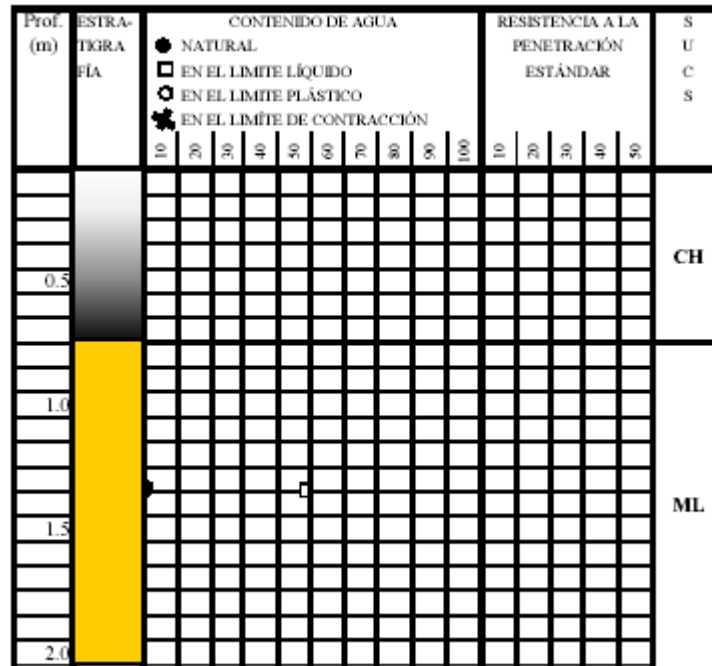 Prof.
(m)
ESTRA-
TIGRA
FÍA
CONTENIDO DE AGUA
NATURAL
EN EL LIMITE LÍQUIDO
EN EL LIMITE PLÁSTICO
EN EL LIMÍTE DE CONTRACCIÓN
10 20 30 40 50 60 70 80 90 100
RESISTENCIA A LA
PENETRACIÓN
ESTÁNDAR
10 20 30 40 50
S
U
C
S
0.5
CH
1.0
1.5
ML
2.0